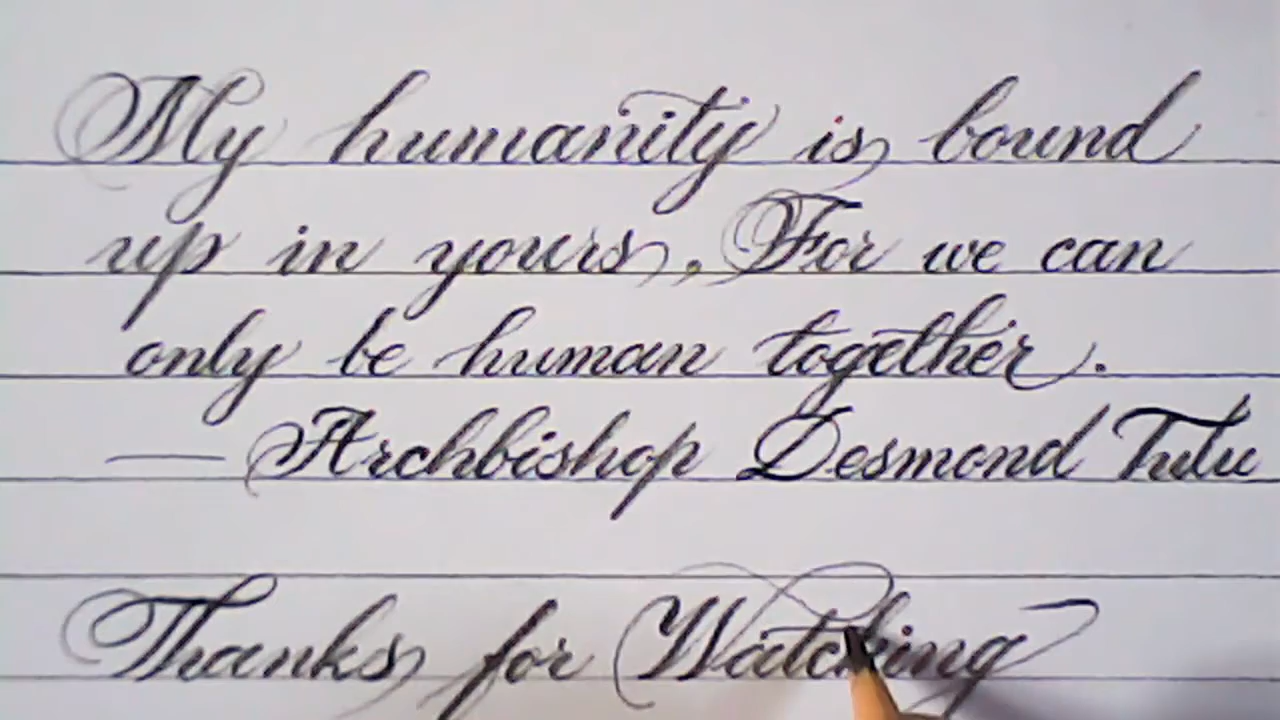 My humanity is bound
up in yours, For we can
only be human together.
— Archbishop Desmond Tutu
Thanks for Watching